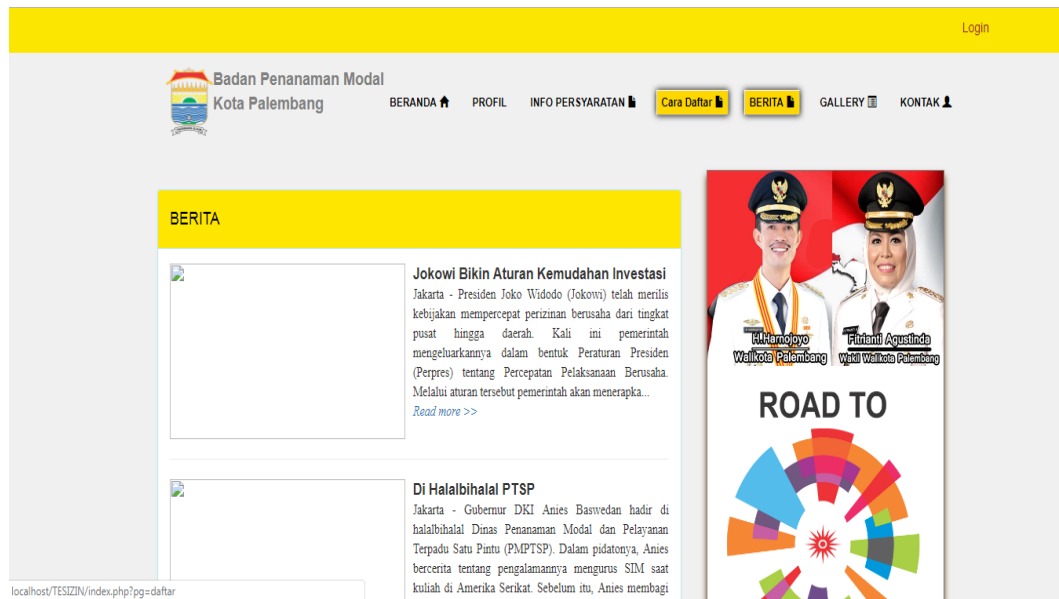 Login
Badan Penanaman Modal
Kota Palembang
BERANDA
PROFIL
INFO PERSYARATAN
Cara Daftar
BERITA
GALLERY
KONTAK
BERITA
Jokowi Bikin Aturan Kemudahan Investasi
Jakarta - Presiden Joko Widodo (Jokowi) telah merilis
kebijakan mempercepat perizinan berusaha dari tingkat
pusat hingga daerah. Kali ini pemerintah
mengeluarkannya dalam bentuk Peraturan Presiden
(Perpres) tentang Percepatan Pelaksanaan Berusaha.
Melalui aturan tersebut pemerintah akan menerapka...
Read more >>
Di Halalbihalal PTSP
Jakarta - Gubernur DKI Anies Baswedan hadir di
halalbihalal Dinas Penanaman Modal dan Pelayanan
Terpadu Satu Pintu (PMPTSP). Dalam pidatonya, Anies
bercerita tentang pengalamannya mengurus SIM saat
kuliah di Amerika Serikat. Sebelum itu, Anies membagi
H.Harnojoyo
Walikota Palembang
Fitrianti Agustinda
Wakil Walikota Palembang
ROAD TO
localhost/TESIZIN/index.php?pg=daftar